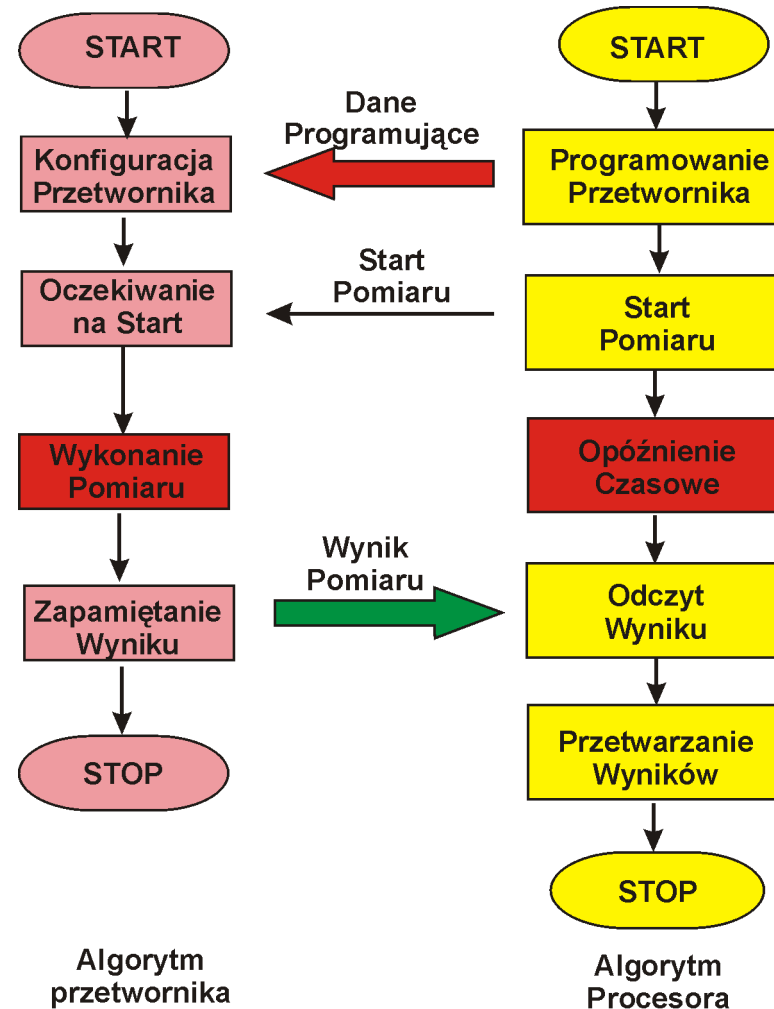 START
START
Dane
Programujące
Konfiguracja
Przetwornika
Programowanie
Przetwornika
Start
Pomiaru
Oczekiwanie
na Start
Start
Pomiaru
Wykonanie
Pomiaru
Opóźnienie
Czasowe
Wynik
Pomiaru
Zapamiętanie
Wyniku
Odczyt
Wyniku
STOP
Przetwarzanie
Wyników
STOP
Algorytm
przetwornika
Algorytm
Procesora